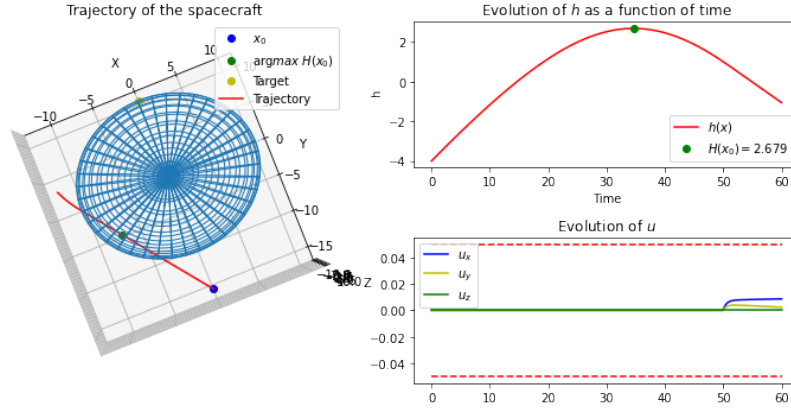 Trajectory of the spacecraft
x₀
argmax H(x₀)
Target
Trajectory
X
−10
−5
0
5
10
Y
10
0
−5
−10
−15
Z
Evolution of h as a function of time
h
2
0
−2
−4
h(x)
H(x₀) = 2.679
0 10 20 30 40 50 60
Time
Evolution of u
0.04
0.02
0.00
−0.02
−0.04
uₓ
u_y
u_z
0 10 20 30 40 50 60